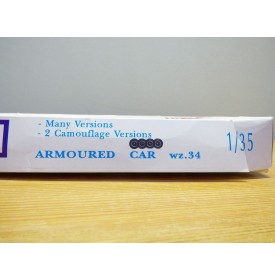 - Many Versions
- 2 Camouflage Versions
1/35
ARMOURED CAR wz.34